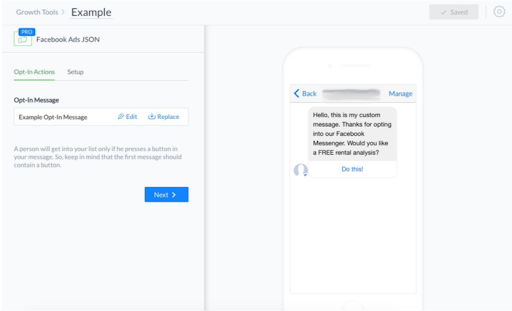 Growth Tools > Example
Saved
PRO
Facebook Ads JSON
Opt-In Actions Setup
Opt-In Message
Example Opt-In Message Edit Replace
A person will get into your list only if he presses a button in
your message. So, keep in mind that the first message should
contain a button.
Next >
Back Manage
Hello, this is my custom
message. Thanks for opting
into our Facebook
Messenger. Would you like
a FREE rental analysis?
Do this!